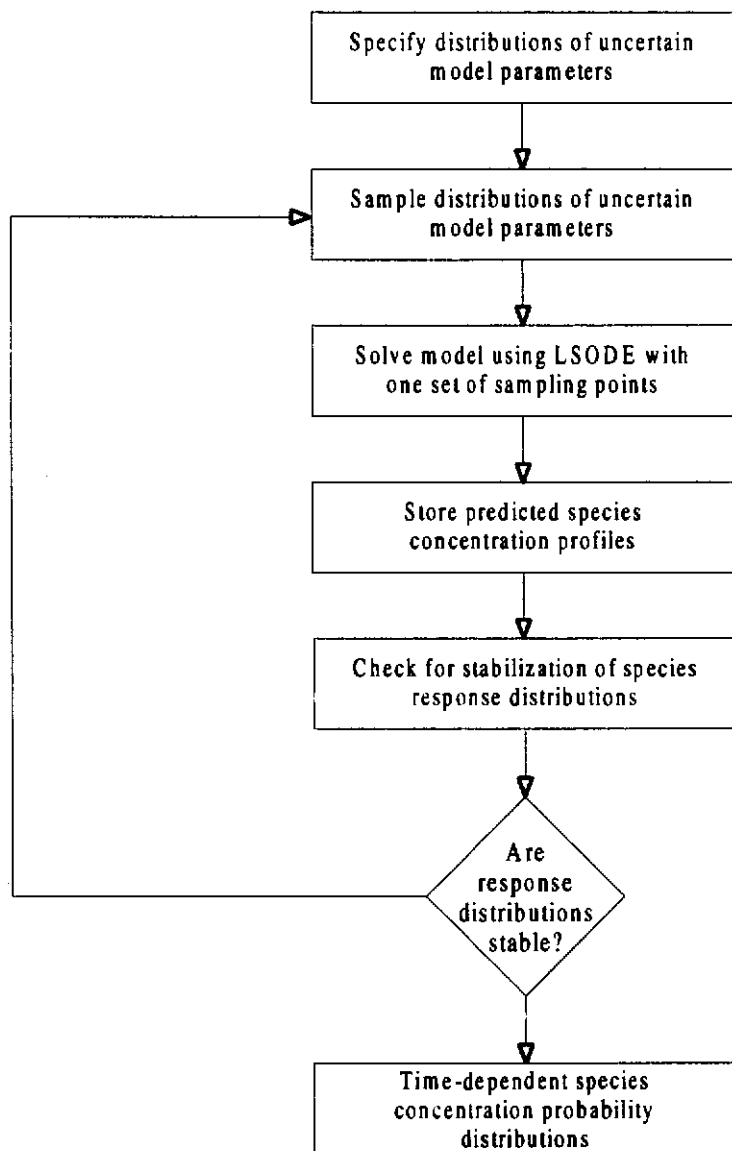 Specify distributions of uncertain
model parameters
Sample distributions of uncertain
model parameters
Solve model using LSODE with
one set of sampling points
Store predicted species
concentration profiles
Check for stabilization of species
response distributions
Are
response
distributions
stable?
Time-dependent species
concentration probability
distributions